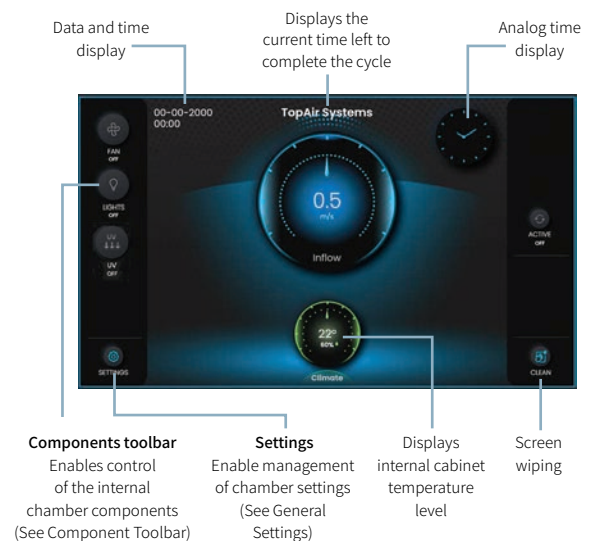 Data and time
display
Displays the
current time left to
complete the cycle
Analog time
display
00-00-2000
00:00
TopAir Systems
FAN
OFF
LIGHTS
OFF
UV
UV
OFF
SETTINGS
0.5
m/s
Inflow
22º
50%
Climate
ACTIVE
OFF
CLEAN
Components toolbar
Enables control
of the internal
chamber components
(See Component Toolbar)
Settings
Enable management
of chamber settings
(See General
Settings)
Displays
internal cabinet
temperature
level
Screen
wiping